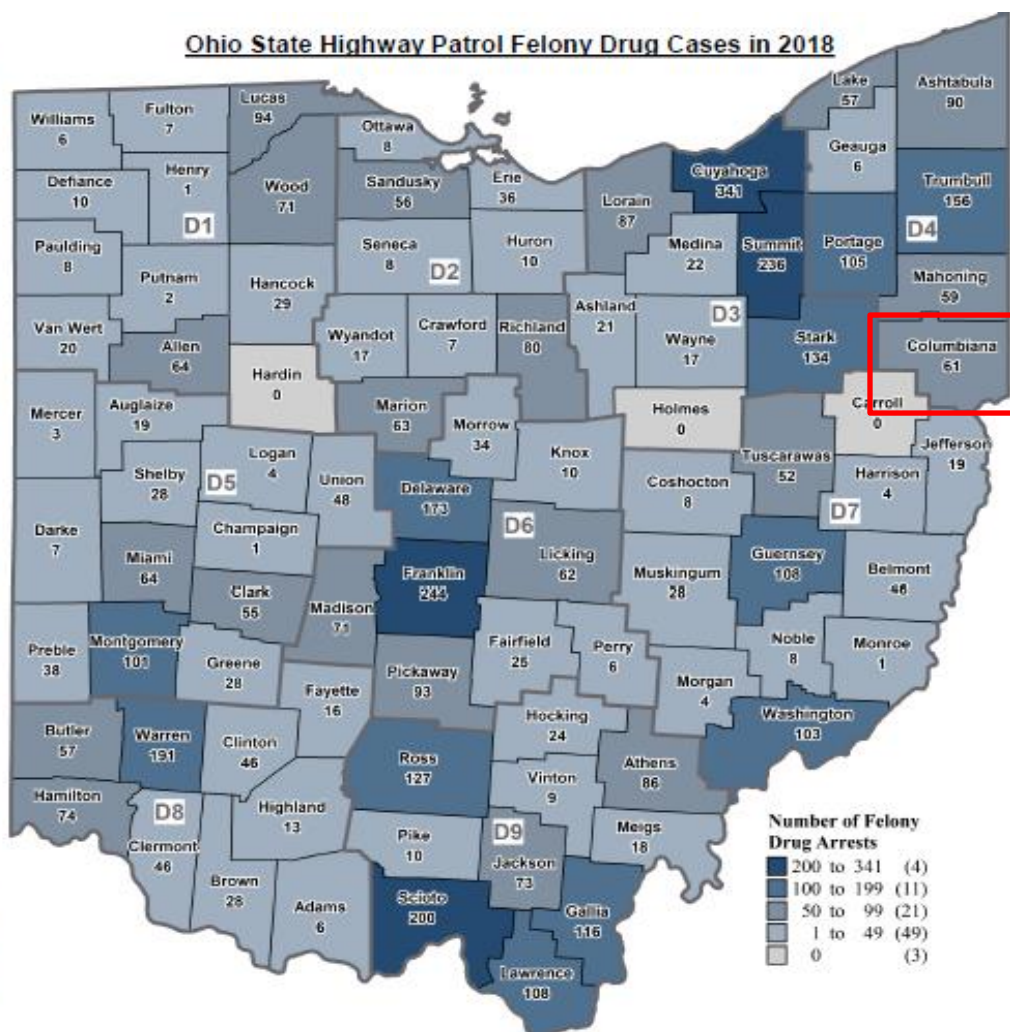 Ohio State Highway Patrol Felony Drug Cases in 2018
Williams
6
Fulton
7
Lucas
94
Ottawa
8
Lake
57
Ashtabula
90
Defiance
10
Henry
1
D1
Wood
71
Sandusky
56
Erie
36
Lorain
87
Cuyahoga
341
Geauga
6
Trumbull
156
D4
Paulding
8
Putnam
2
Hancock
29
Seneca
8
D2
Huron
10
Medina
22
Summit
236
Portage
105
Mahoning
59
Van Wert
20
Allen
64
Wyandot
17
Crawford
7
Richland
80
Ashland
21
Wayne
17
D3
Stark
134
Columbiana
61
Hardin
0
Mercer
3
Auglaize
19
Marion
63
Morrow
34
Holmes
0
Carroll
0
Jefferson
19
Shelby
28
D5
Logan
4
Union
48
Delaware
173
Knox
10
Coshocton
8
Tuscarawas
52
Harrison
4
D7
Darke
7
Miami
64
Champaign
1
Clark
55
Madison
71
Franklin
244
D6
Licking
62
Muskingum
28
Guernsey
108
Belmont
46
Preble
38
Montgomery
101
Greene
28
Fayette
16
Pickaway
93
Fairfield
25
Perry
6
Morgan
4
Noble
8
Monroe
1
Butler
57
Warren
191
Clinton
46
Ross
127
Hocking
24
Athens
86
Washington
103
Hamilton
74
D8
Clermont
46
Highland
13
Pike
10
Vinton
9
D9
Jackson
73
Meigs
18
Brown
28
Adams
6
Scioto
200
Gallia
116
Lawrence
108
Number of Felony
Drug Arrests
200 to 341 (4)
100 to 199 (11)
50 to 99 (21)
1 to 49 (49)
0 (3)